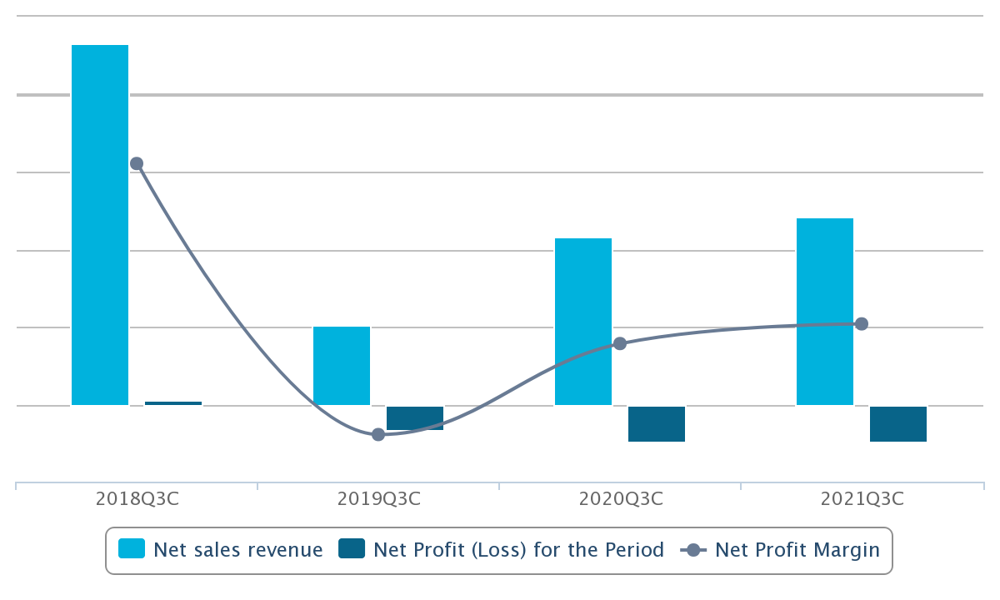 2018Q3C 2019Q3C 2020Q3C 2021Q3C
Net sales revenue Net Profit (Loss) for the Period Net Profit Margin